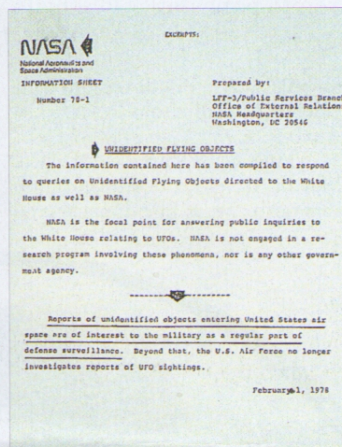 EXCERPTS:
NASA
National Aeronautics and
Space Administration
INFORMATION SHEET
Number 78-1
Prepared by:
LFF-3/Public Services Branch
Office of External Relations
NASA Headquarters
Washington, DC 20546
UNIDENTIFIED FLYING OBJECTS
The information contained here has been compiled to respond
to queries on Unidentified Flying Objects directed to the White
House as well as NASA.
NASA is the focal point for answering public inquiries to
the White House relating to UFOs. NASA is not engaged in a re-
search program involving these phenomena, nor is any other govern-
ment agency.
Reports of unidentified objects entering United States air
space are of interest to the military as a regular part of
defense surveillance. Beyond that, the U.S. Air Force no longer
investigates reports of UFO sightings.
February 1, 1978